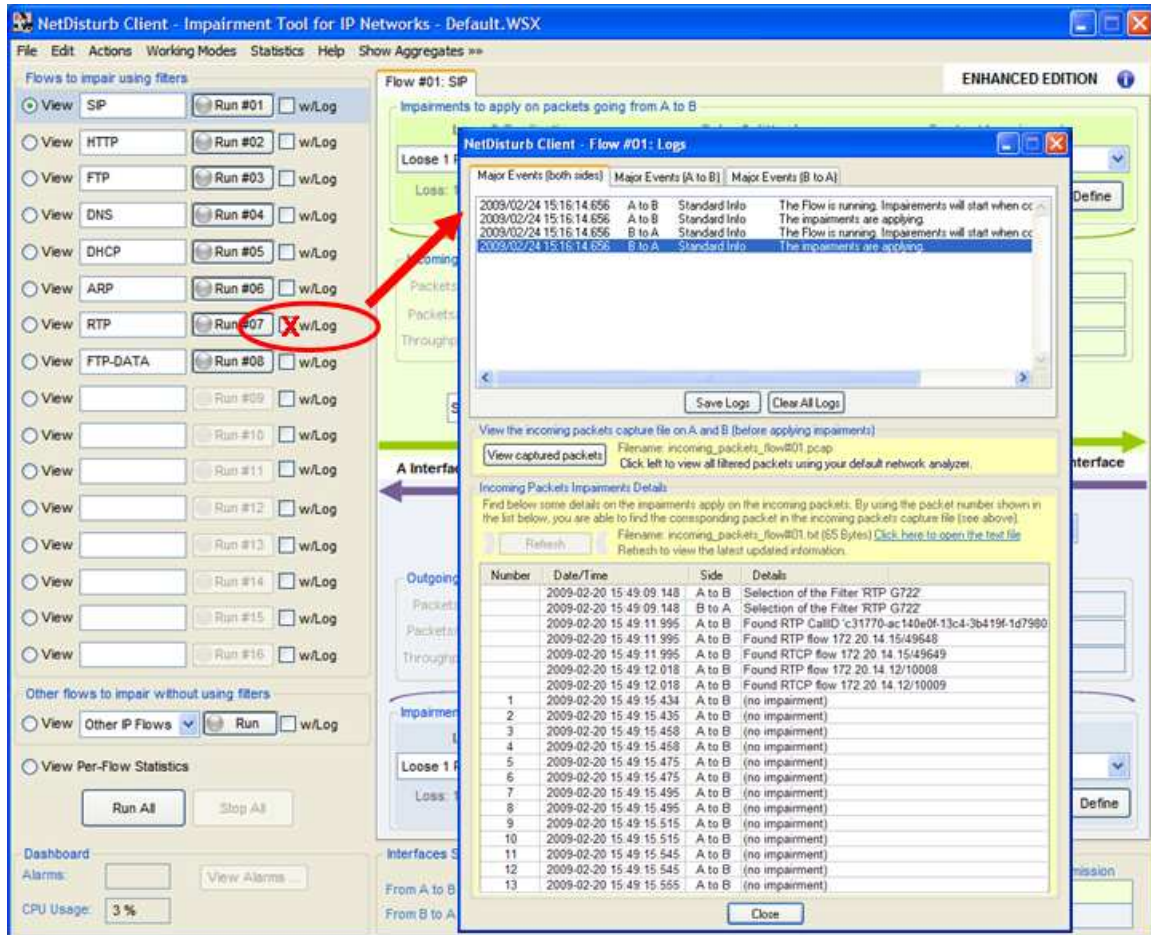 NetDisturb Client - Impairment Tool for IP Networks - Default.WSX
File Edit Actions Working Modes Statistics Help Show Aggregates »»
Flows to impair using filters
View SIP Run #01 w/Log
View HTTP Run #02 w/Log
View FTP Run #03 w/Log
View DNS Run #04 w/Log
View DHCP Run #05 w/Log
View ARP Run #06 w/Log
View RTP Run #07 X w/Log
View FTP-DATA Run #08 w/Log
View Run #09 w/Log
View Run #10 w/Log
View Run #11 w/Log
View Run #12 w/Log
View Run #13 w/Log
View Run #14 w/Log
View Run #15 w/Log
View Run #16 w/Log
Other flows to impair without using filters
View Other IP Flows Run w/Log
View Per-Flow Statistics
Run All Stop All
Dashboard
Alarms: View Alarms ...
CPU Usage: 3 %
Flow #01: SIP
ENHANCED EDITION
Impairments to apply on packets going from A to B
Loose 1
Loss:
Define
Packets
Packets
A Interfac
nterface
Outgoing
Packets
Packets
Impairmen
Loose 1
Loss:
Define
Interfaces S
mission
From A to B
From B to A
NetDisturb Client - Flow #01: Logs
Major Events (both sides) Major Events (A to B) Major Events (B to A)
2009/02/24 15:16:14.656 A to B Standard Info The Flow is running. Impairements will start when cc
2009/02/24 15:16:14.656 A to B Standard Info The impairments are applying.
2009/02/24 15:16:14.656 B to A Standard Info The Flow is running. Impairements will start when cc
2009/02/24 15:16:14.656 B to A Standard Info The impairments are applying.
Save Logs Clear All Logs
View the incoming packets capture file on A and B (before applying impairments)
View captured packets Filename: incoming_packets_flow#01.pcap
Click left to view all filtered packets using your default network analyzer.
Incoming Packets Impairments Details
Find below some details on the impairments apply on the incoming packets. By using the packet number shown in
the list below, you are able to find the corresponding packet in the incoming packets capture file (see above).
Refresh Filename: incoming_packets_flow#01.txt (65 Bytes) Click here to open the text file
Refresh to view the latest updated information.
Number Date/Time Side Details
2009-02-20 15:49:09.148 A to B Selection of the Filter 'RTP G722'
2009-02-20 15:49:09.148 B to A Selection of the Filter 'RTP G722'
2009-02-20 15:49:11.995 A to B Found RTP CallID 'c31770-ac140e0f-13c4-3b419f-1d7980
2009-02-20 15:49:11.995 A to B Found RTP flow 172.20.14.15/49648
2009-02-20 15:49:11.995 A to B Found RTCP flow 172.20.14.15/49649
2009-02-20 15:49:12.018 A to B Found RTP flow 172.20.14.12/10008
2009-02-20 15:49:12.018 A to B Found RTCP flow 172.20.14.12/10009
1 2009-02-20 15:49:15.434 A to B (no impairment)
2 2009-02-20 15:49:15.435 A to B (no impairment)
3 2009-02-20 15:49:15.458 A to B (no impairment)
4 2009-02-20 15:49:15.458 A to B (no impairment)
5 2009-02-20 15:49:15.475 A to B (no impairment)
6 2009-02-20 15:49:15.475 A to B (no impairment)
7 2009-02-20 15:49:15.495 A to B (no impairment)
8 2009-02-20 15:49:15.495 A to B (no impairment)
9 2009-02-20 15:49:15.515 A to B (no impairment)
10 2009-02-20 15:49:15.515 A to B (no impairment)
11 2009-02-20 15:49:15.545 A to B (no impairment)
12 2009-02-20 15:49:15.545 A to B (no impairment)
13 2009-02-20 15:49:15.555 A to B (no impairment)
Close